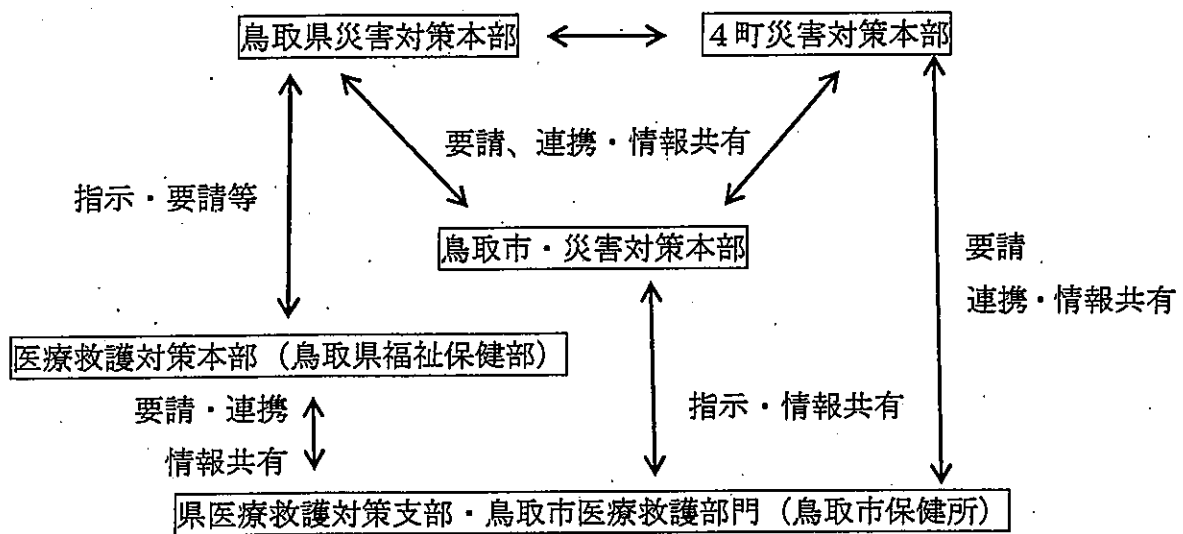 鳥取県災害対策本部
4町災害対策本部
要請、連携・情報共有
指示・要請等
鳥取市・災害対策本部
要請
連携・情報共有
医療救護対策本部（鳥取県福祉保健部）
要請・連携
情報共有
指示・情報共有
県医療救護対策支部・鳥取市医療救護部門（鳥取市保健所）